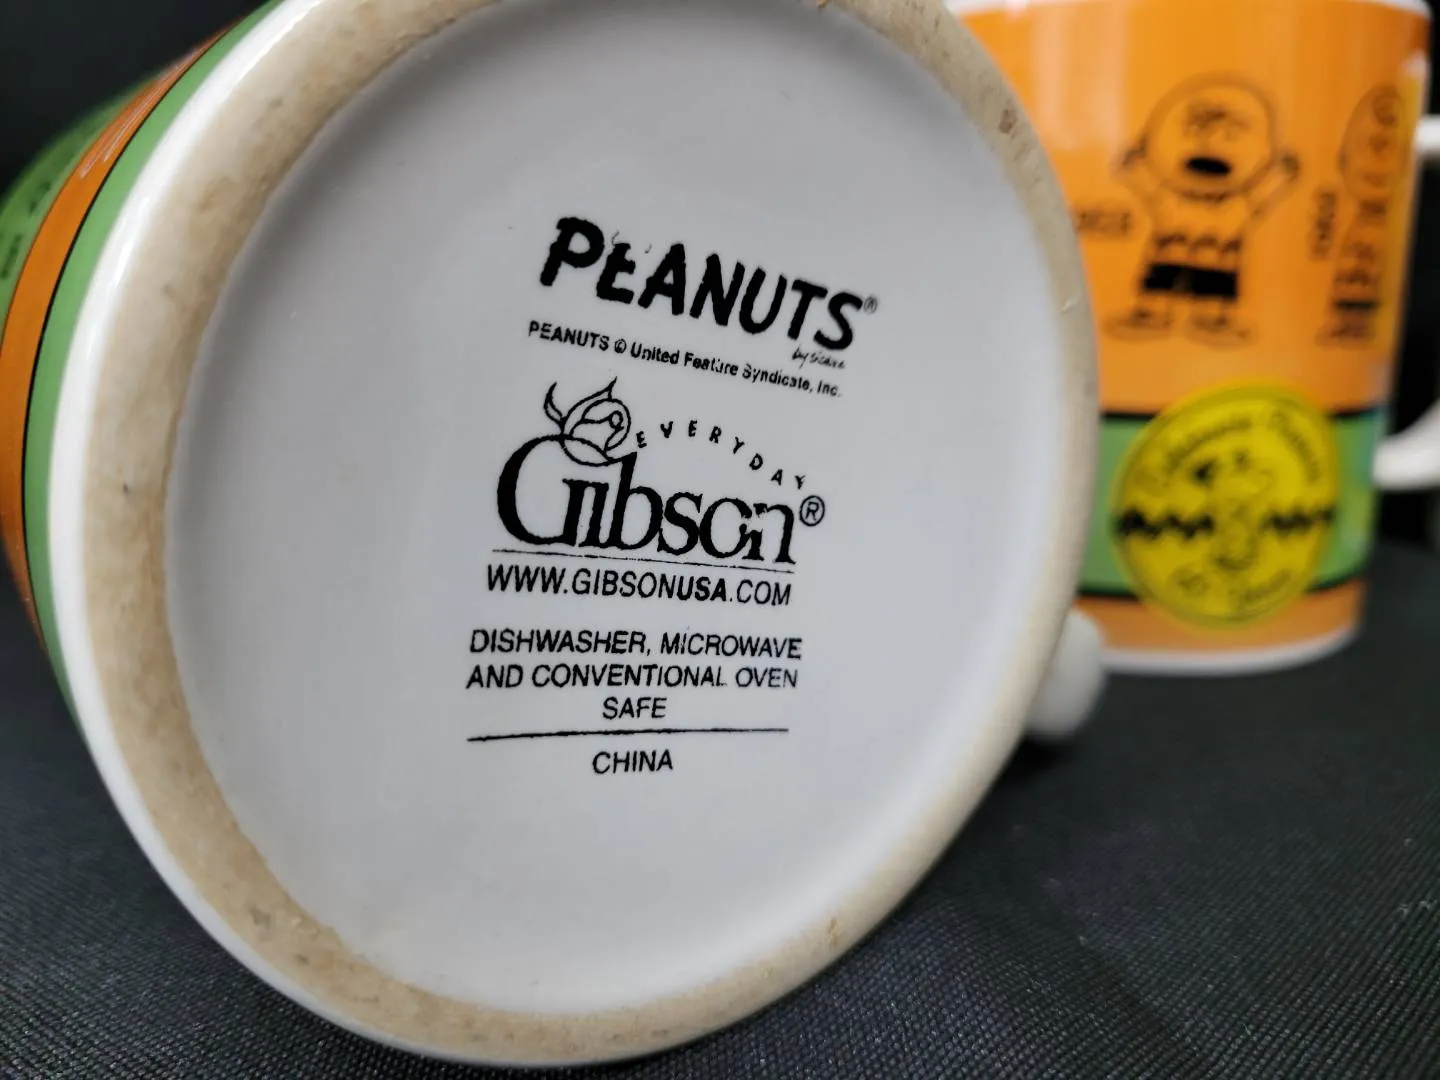 PEANUTS®
PEANUTS © United Feature Syndicate, Inc.
EVERYDAY
Gibson®
WWW.GIBSONUSA.COM
DISHWASHER, MICROWAVE
AND CONVENTIONAL OVEN
SAFE
CHINA